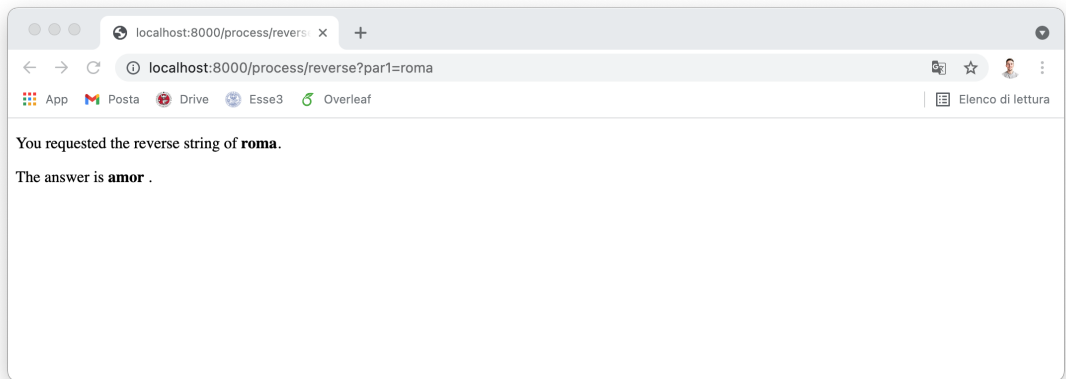 localhost:8000/process/revers
localhost:8000/process/reverse?par1=roma
App Posta Drive Esse3 Overleaf Elenco di lettura
You requested the reverse string of roma.
The answer is amor .